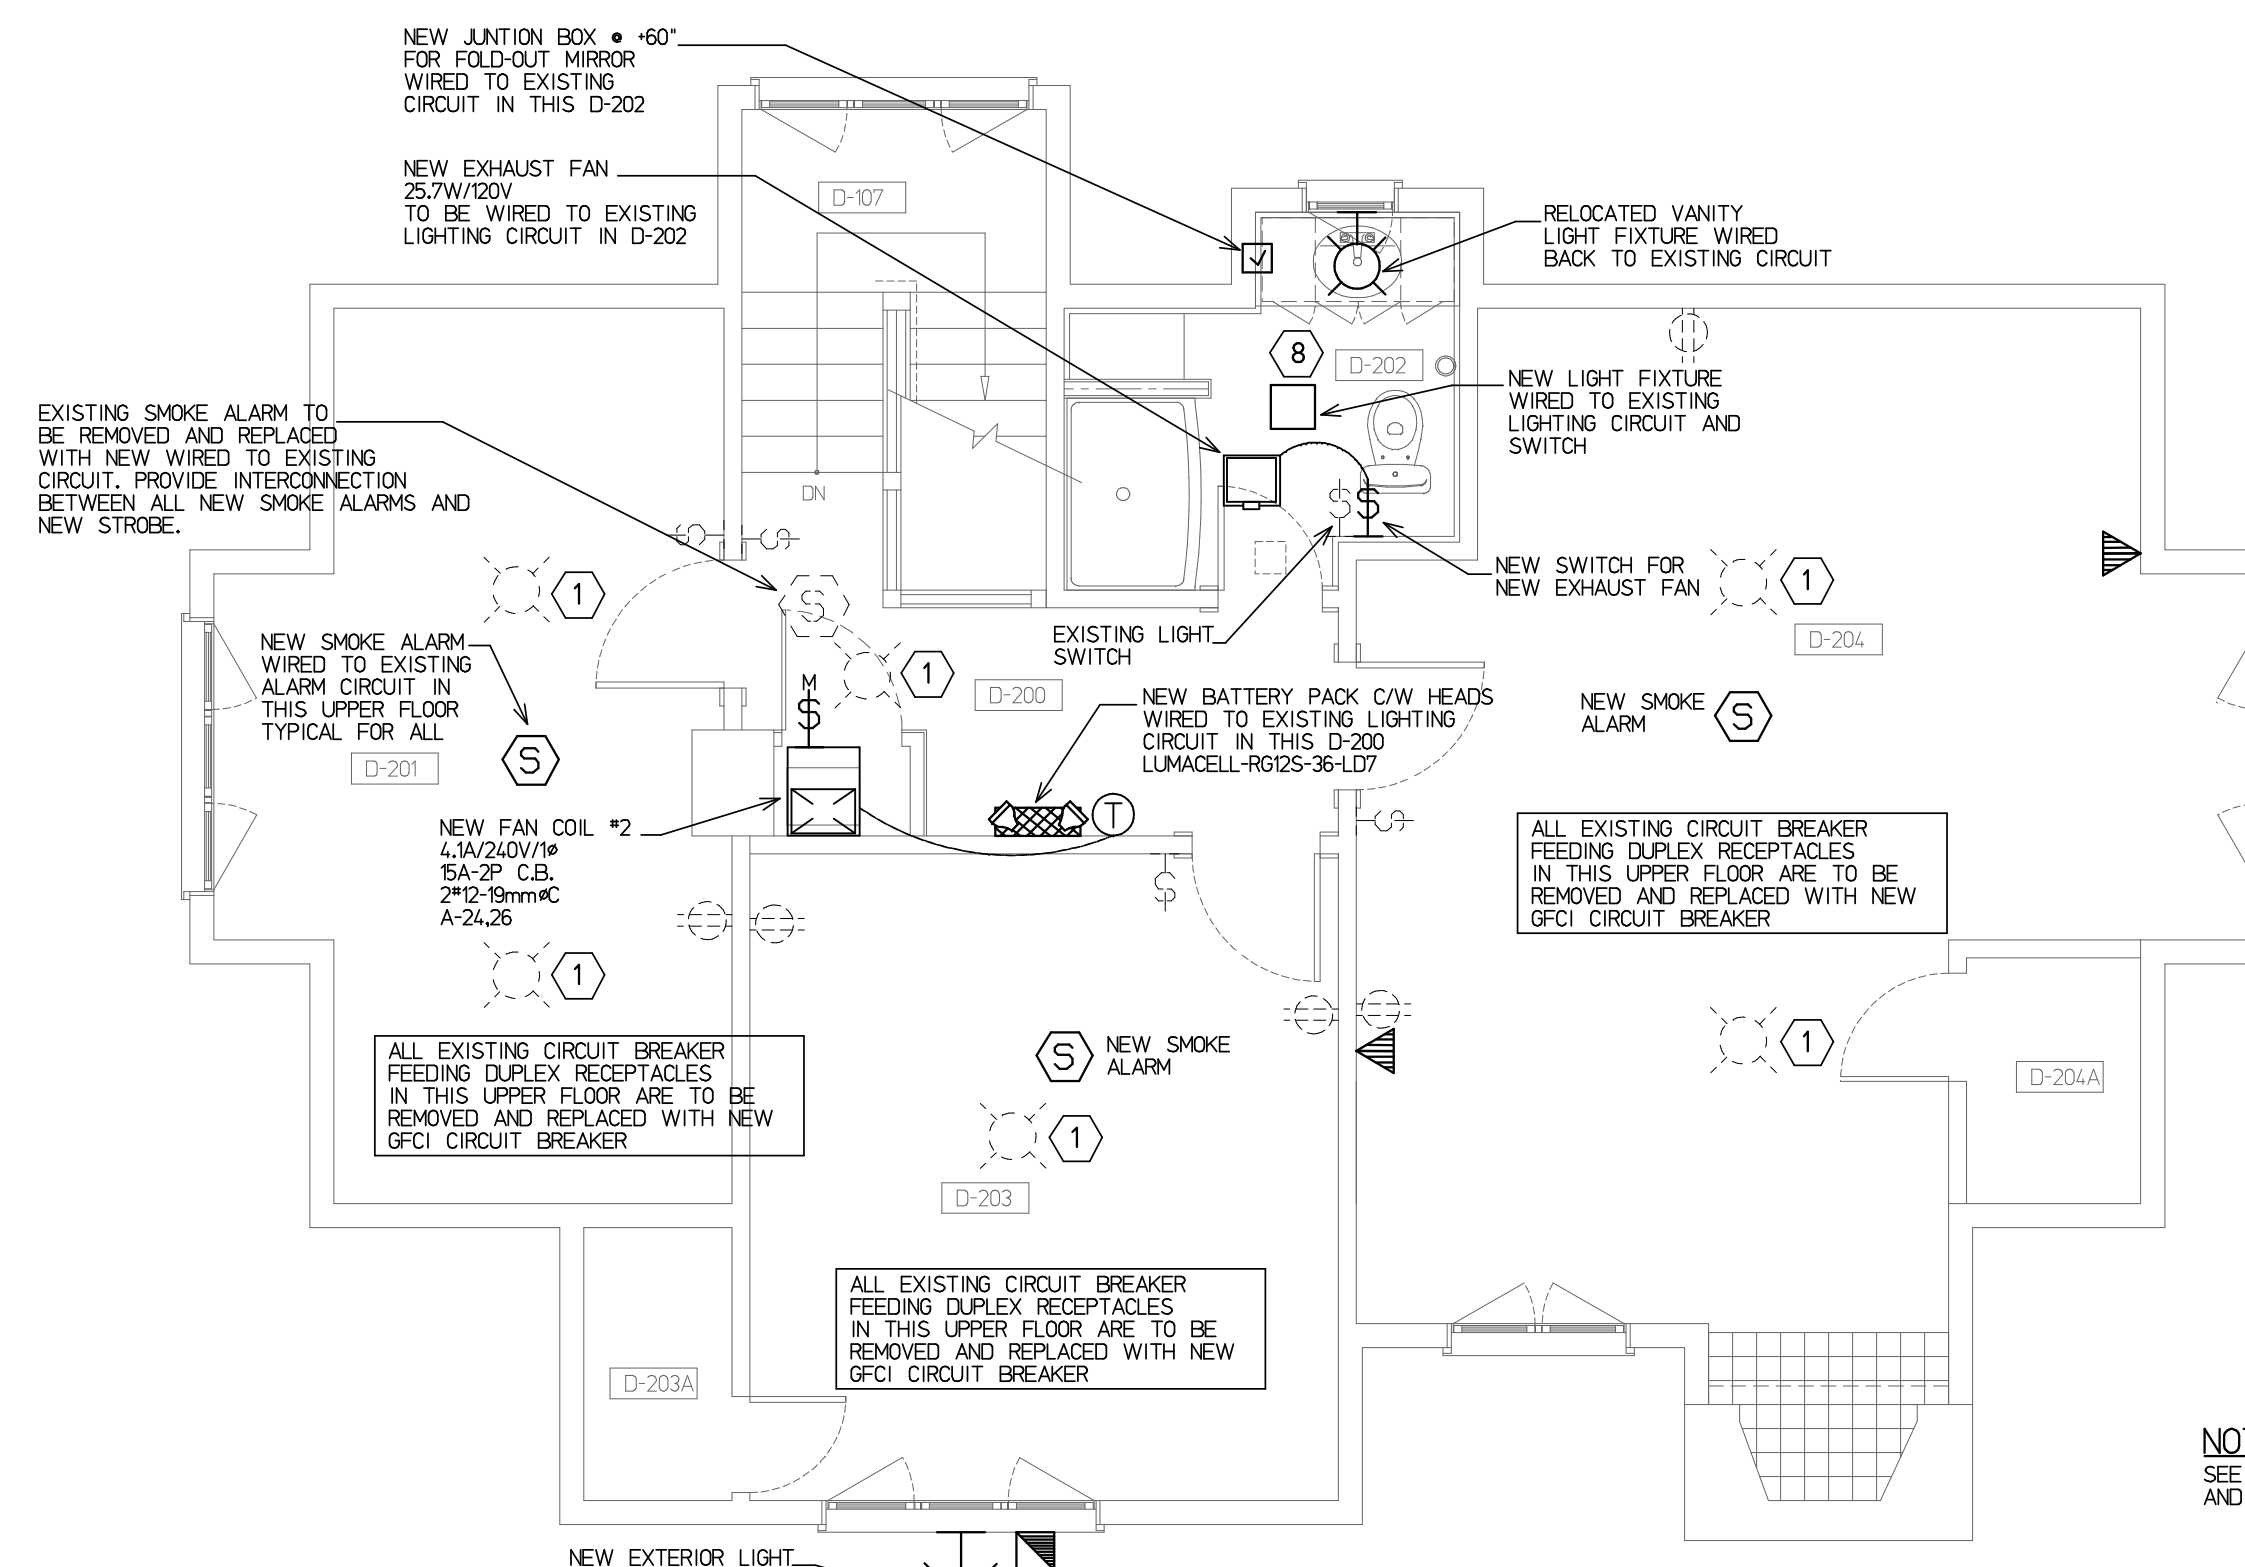 NEW JUNTION BOX @ +60"
FOR FOLD-OUT MIRROR
WIRED TO EXISTING
CIRCUIT IN THIS D-202
NEW EXHAUST FAN
25.7W/120V
TO BE WIRED TO EXISTING
LIGHTING CIRCUIT IN D-202
D-107
RELOCATED VANITY
LIGHT FIXTURE WIRED
BACK TO EXISTING CIRCUIT
8
D-202
NEW LIGHT FIXTURE
WIRED TO EXISTING
LIGHTING CIRCUIT AND
SWITCH
EXISTING SMOKE ALARM TO
BE REMOVED AND REPLACED
WITH NEW WIRED TO EXISTING
CIRCUIT. PROVIDE INTERCONNECTION
BETWEEN ALL NEW SMOKE ALARMS AND
NEW STROBE.
DN
$
$
$
$
NEW SWITCH FOR
NEW EXHAUST FAN
1
1
S
EXISTING LIGHT
SWITCH
D-204
NEW SMOKE ALARM
WIRED TO EXISTING
ALARM CIRCUIT IN
THIS UPPER FLOOR
TYPICAL FOR ALL
S
D-201
1
M
$
D-200
NEW BATTERY PACK C/W HEADS
WIRED TO EXISTING LIGHTING
CIRCUIT IN THIS D-200
LUMACELL-RG12S-36-LD7
NEW SMOKE
ALARM
S
T
$
$
NEW FAN COIL #2
4.1A/240V/1ø
15A-2P C.B.
2#12-19mmøC
A-24,26
ALL EXISTING CIRCUIT BREAKER
FEEDING DUPLEX RECEPTACLES
IN THIS UPPER FLOOR ARE TO BE
REMOVED AND REPLACED WITH NEW
GFCI CIRCUIT BREAKER
1
ALL EXISTING CIRCUIT BREAKER
FEEDING DUPLEX RECEPTACLES
IN THIS UPPER FLOOR ARE TO BE
REMOVED AND REPLACED WITH NEW
GFCI CIRCUIT BREAKER
S
NEW SMOKE
ALARM
1
D-204A
1
D-203
ALL EXISTING CIRCUIT BREAKER
FEEDING DUPLEX RECEPTACLES
IN THIS UPPER FLOOR ARE TO BE
REMOVED AND REPLACED WITH NEW
GFCI CIRCUIT BREAKER
D-203A
SEE
AND
NEW EXTERIOR LIGHT